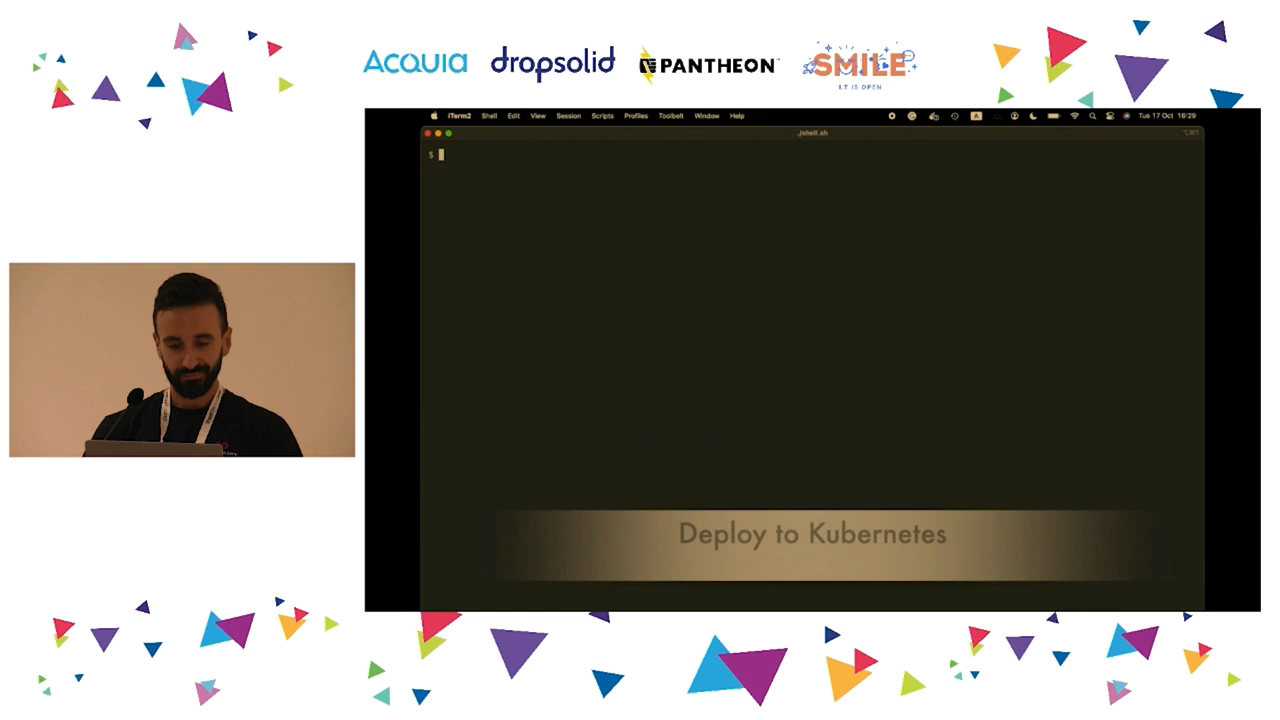 ACQUIA
dropsolid
PANTHEON
SMILE
I.T IS OPEN
iTerm2 Shell Edit View Session Scripts Profiles Toolbelt Window Help
A
Tue 17 Oct 16:29
./shell.sh
$
Deploy to Kubernetes